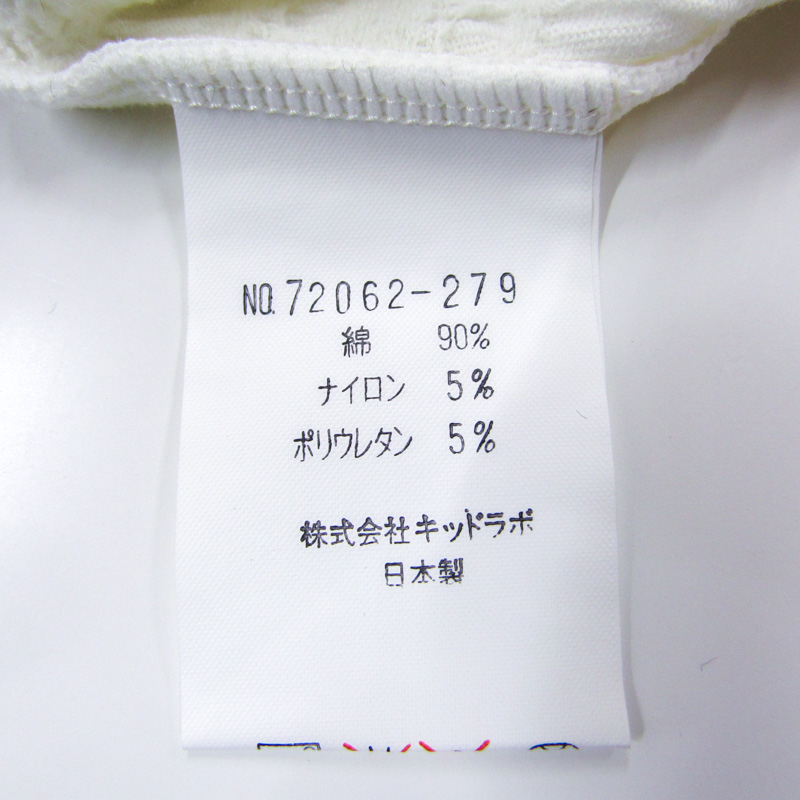 NO.72062-279
綿 90%
ナイロン 5%
ポリウレタン 5%
株式会社キッドラボ
日本製